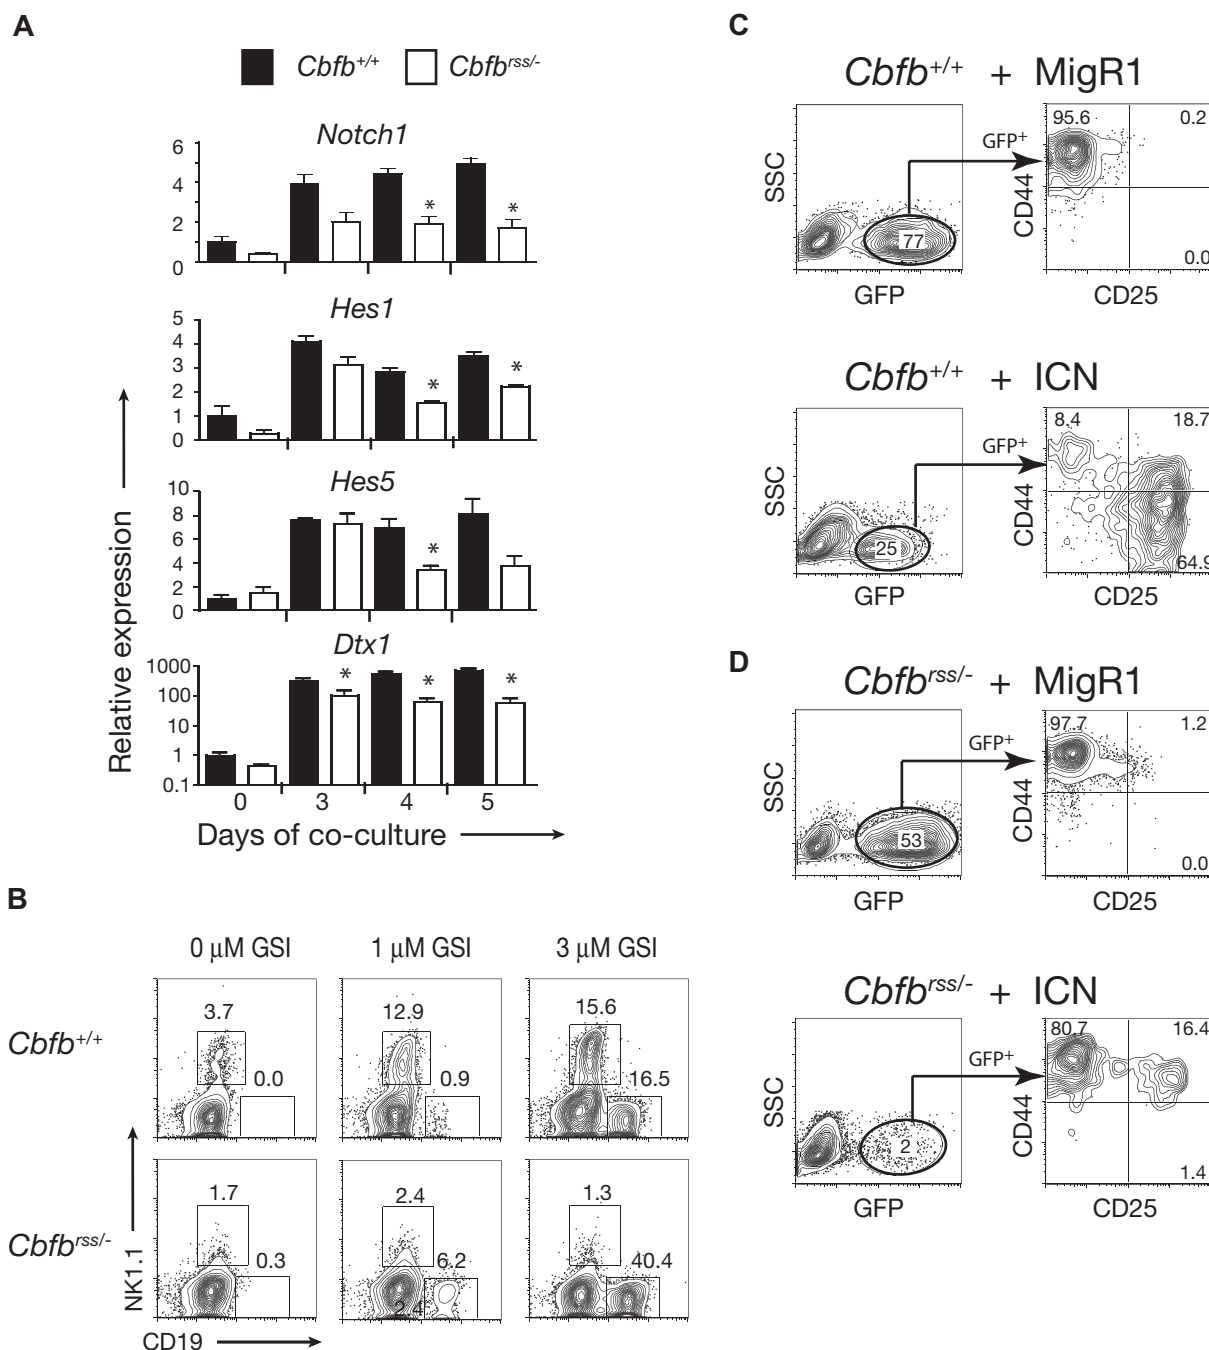 A
Cbfb+/+ Cbfbrss/-
Notch1
6
4
2
0
* *
Hes1
5
4
3
2
1
0
* *
Hes5
10
8
6
4
2
0
*
Dtx1
1000
100
10
1
0.1
* * *
0 3 4 5
Relative expression
Days of co-culture
B
0 μM GSI 1 μM GSI 3 μM GSI
Cbfb+/+
3.7 12.9 15.6
0.0 0.9 16.5
Cbfbrss/-
1.7 2.4 1.3
0.3 6.2 40.4
2.4
NK1.1
CD19
C
Cbfb+/+ + MigR1
SSC
77
GFP
GFP+
95.6 0.2
CD44
0.0
CD25
Cbfb+/+ + ICN
SSC
25
GFP
GFP+
8.4 18.7
CD44
64.9
CD25
D
Cbfbrss/- + MigR1
SSC
53
GFP
GFP+
97.7 1.2
CD44
0.0
CD25
Cbfbrss/- + ICN
SSC
2
GFP
GFP+
80.7 16.4
CD44
1.4
CD25